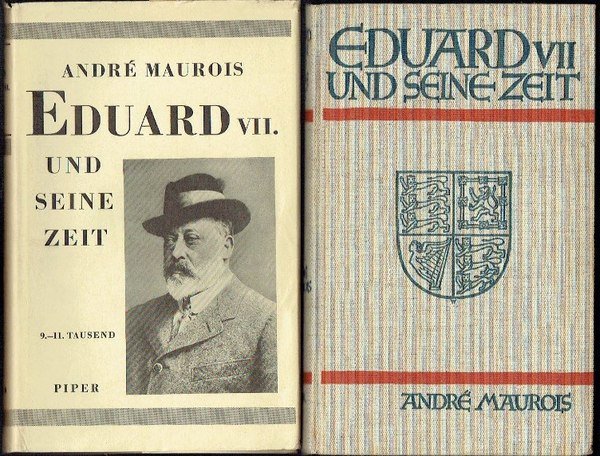 ANDRÉ MAUROIS
EDUARD VII.
UND
SEINE
ZEIT
9.–11. TAUSEND
PIPER
EDUARD VII
UND SEINE ZEIT
ANDRÉ MAUROIS